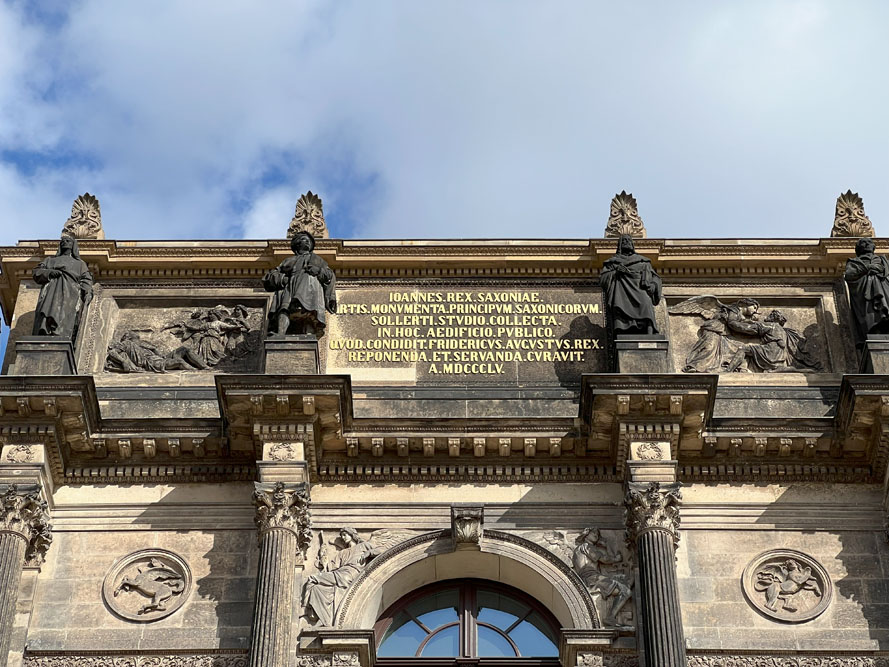 IOANNES.REX.SAXONIAE.
RTIS.MONVMENTA.PRINCIPVM.SAXONICORVM.
SOLLERTI.STVDIO.COLLECTA.
IN.HOC.AEDIFICIO.PVBLICO.
QVOD.CONDIDIT.FRIDERICVS.AVGVSTVS.REX.
REPONENDA.ET.SERVANDA.CVRAVIT.
A.MDCCCLV.